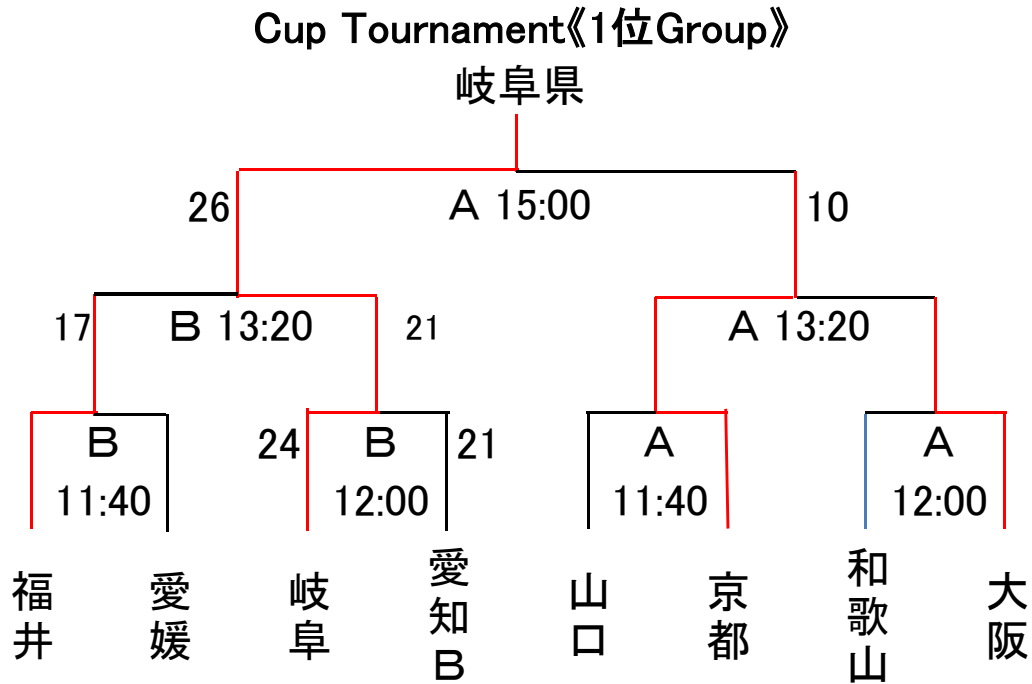 Cup Tournament《1位Group》
岐阜県
26 A 15:00 10
17 B 13:20 21 A 13:20
B 24 B 21 A A
11:40 12:00 11:40 12:00
福井 愛媛 岐阜 愛知B 山口 京都 和歌山 大阪